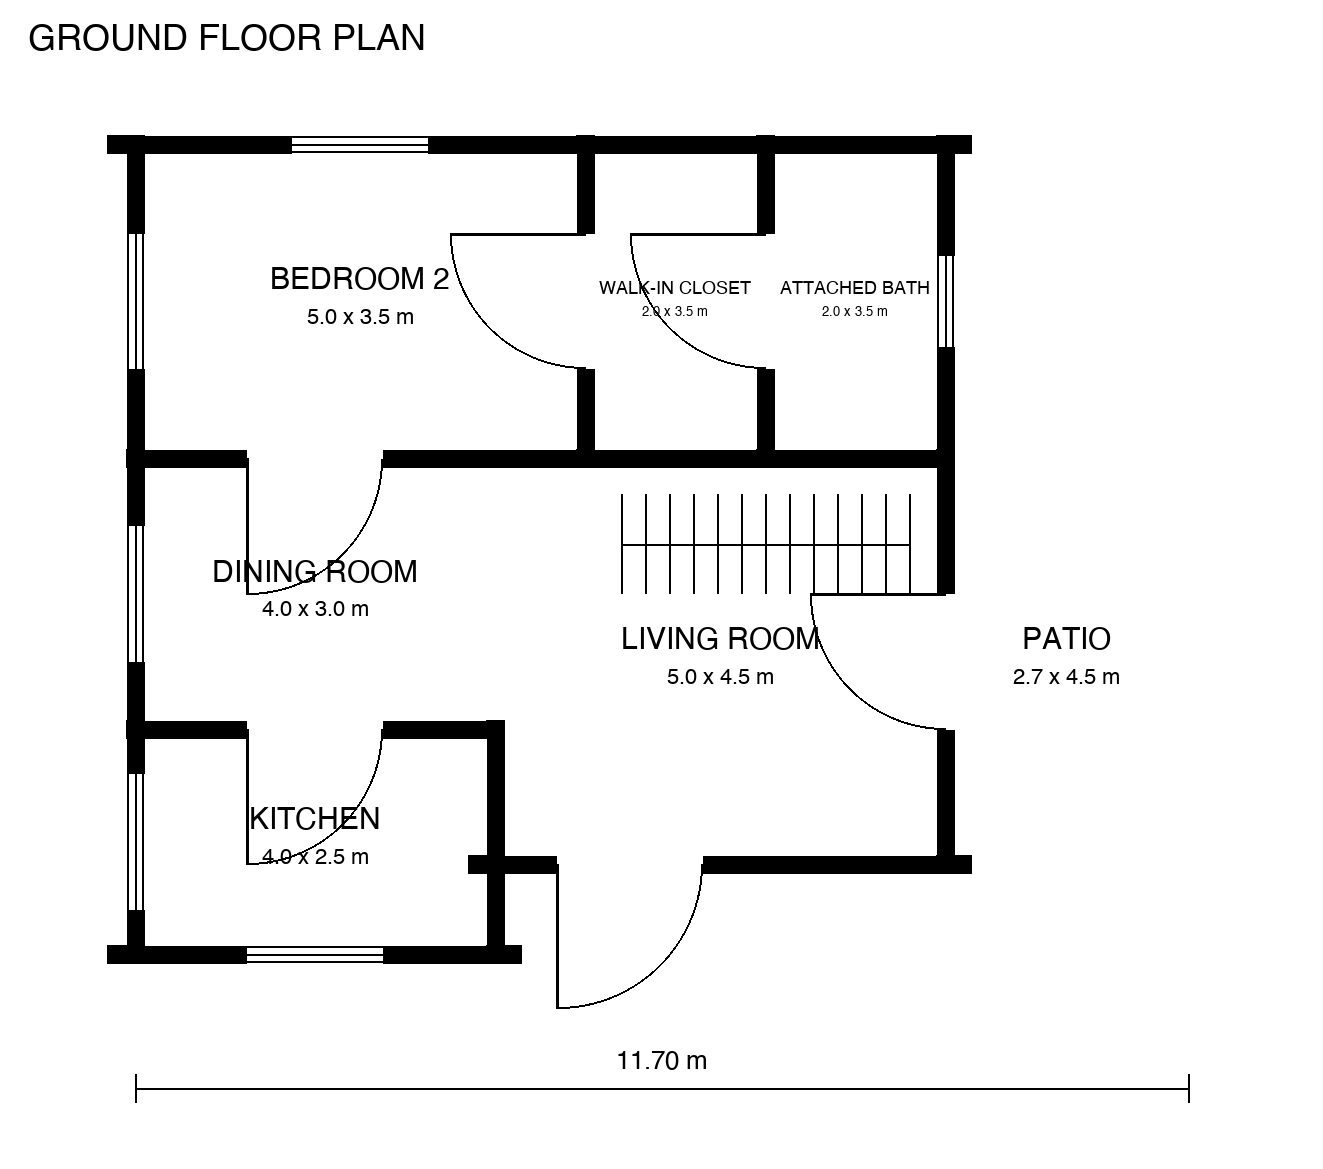 GROUND FLOOR PLAN
BEDROOM 2
5.0 x 3.5 m
WALK-IN CLOSET
2.0 x 3.5 m
ATTACHED BATH
2.0 x 3.5 m
DINING ROOM
4.0 x 3.0 m
LIVING ROOM
5.0 x 4.5 m
PATIO
2.7 x 4.5 m
KITCHEN
4.0 x 2.5 m
11.70 m